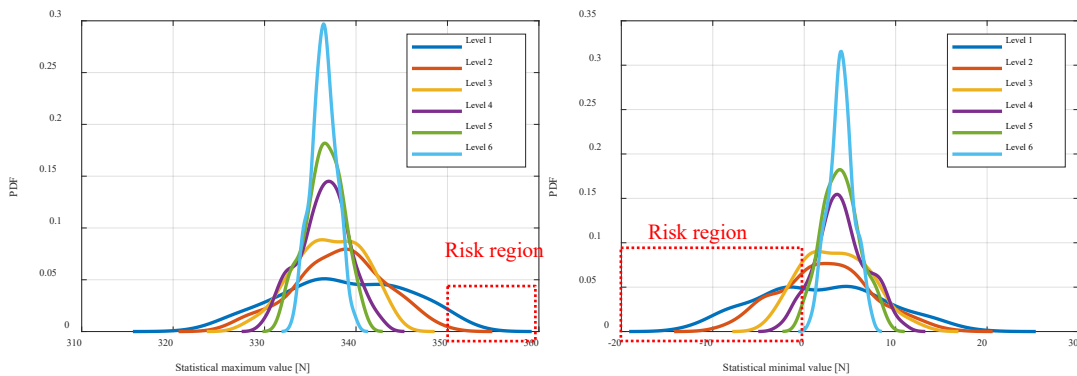 0.3
0.25
0.2
0.15
0.1
0.05
0
PDF
310
320
330
340
350
360
Statistical maximum value [N]
Level 1
Level 2
Level 3
Level 4
Level 5
Level 6
Risk region
0.35
0.3
0.25
0.2
0.15
0.1
0.05
0
PDF
-20
-10
0
10
20
30
Statistical minimal value [N]
Level 1
Level 2
Level 3
Level 4
Level 5
Level 6
Risk region